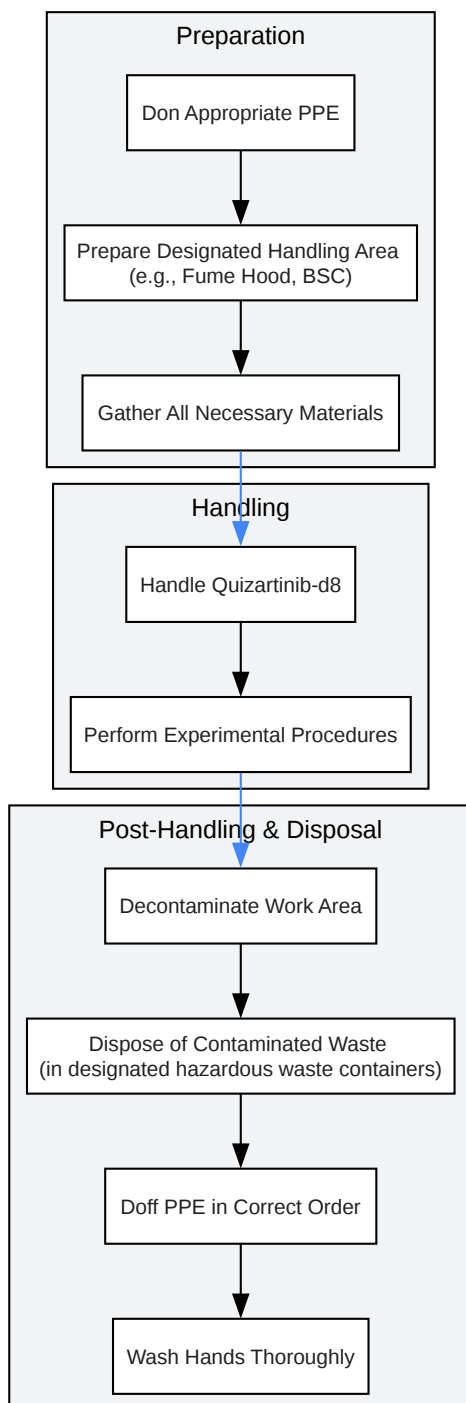 Preparation
Don Appropriate PPE
Prepare Designated Handling Area
(e.g., Fume Hood, BSC)
Gather All Necessary Materials
Handling
Handle Quizartinib-d8
Perform Experimental Procedures
Post-Handling & Disposal
Decontaminate Work Area
Dispose of Contaminated Waste
(in designated hazardous waste containers)
Doff PPE in Correct Order
Wash Hands Thoroughly